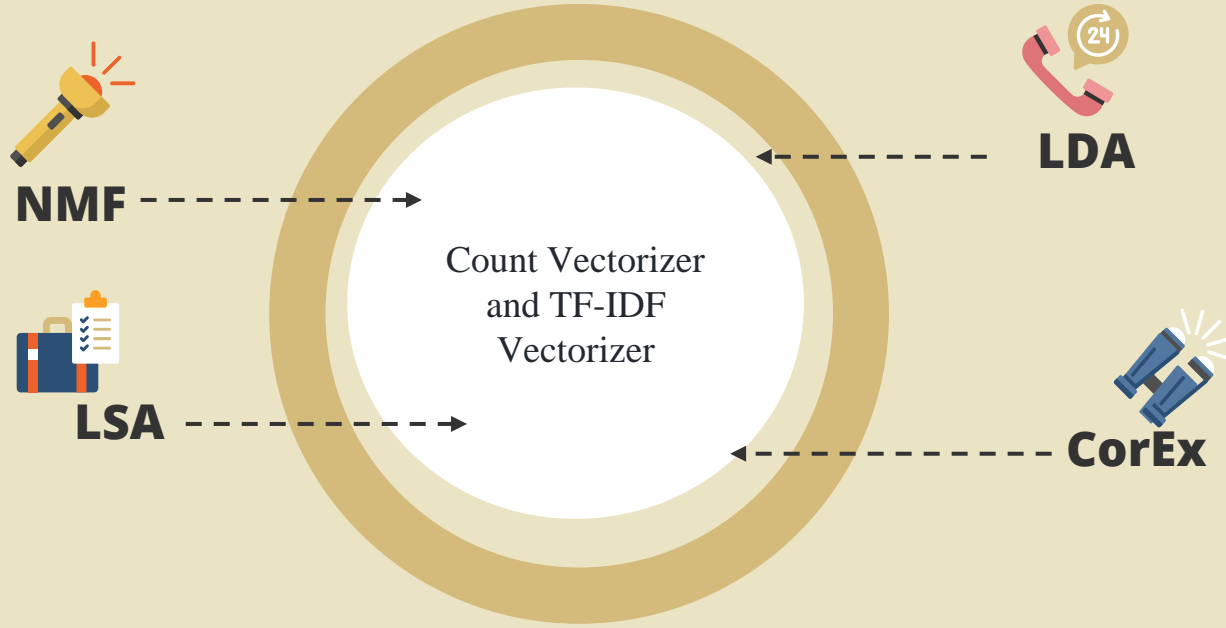 24
LDA
NMF
Count Vectorizer
and TF-IDF
Vectorizer
LSA
CorEx